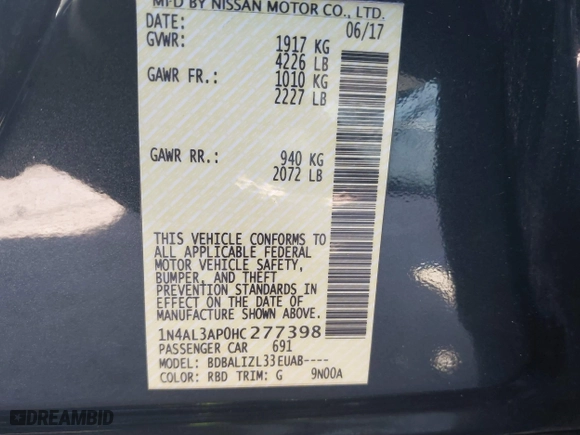 MFD BY NISSAN MOTOR CO., LTD.
DATE: 06/17
GVWR: 1917 KG
4226 LB
GAWR FR.: 1010 KG
2227 LB
GAWR RR.: 940 KG
2072 LB
THIS VEHICLE CONFORMS TO
ALL APPLICABLE FEDERAL
MOTOR VEHICLE SAFETY,
BUMPER, AND THEFT
PREVENTION STANDARDS IN
EFFECT ON THE DATE OF
MANUFACTURE SHOWN ABOVE.
1N4AL3AP0HC277398
PASSENGER CAR 691
MODEL: BDBALIZL33EUAB----
COLOR: RBD TRIM: G 9N00A
DREAMBID